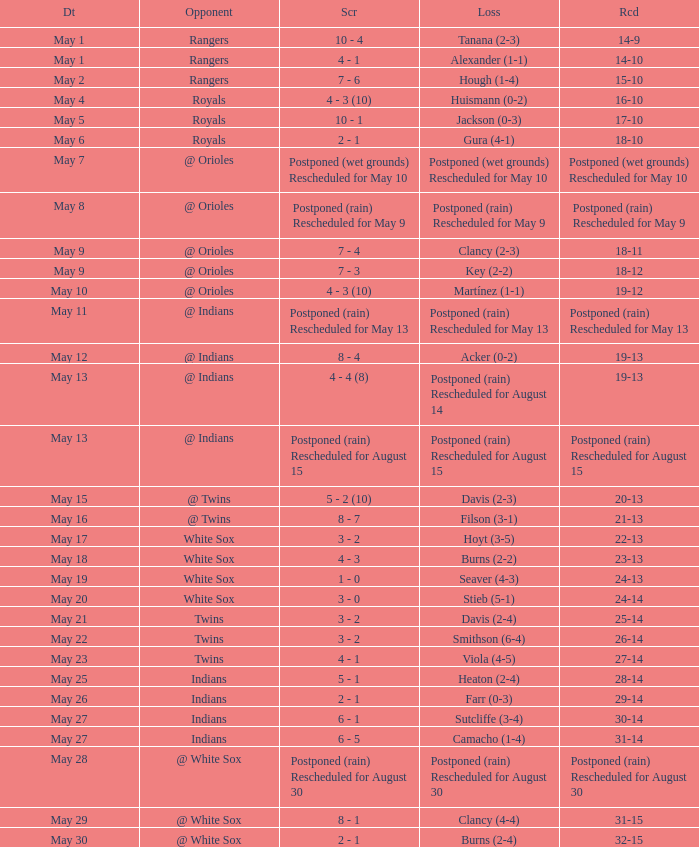 Dt Opponent Scr Loss Rcd
May 1 Rangers 10 - 4 Tanana (2-3) 14-9
May 1 Rangers 4 - 1 Alexander (1-1) 14-10
May 2 Rangers 7 - 6 Hough (1-4) 15-10
May 4 Royals 4 - 3 (10) Huismann (0-2) 16-10
May 5 Royals 10 - 1 Jackson (0-3) 17-10
May 6 Royals 2 - 1 Gura (4-1) 18-10
May 7 @ Orioles Postponed (wet grounds) Postponed (wet grounds) Postponed (wet grounds)
Rescheduled for May 10 Rescheduled for May 10 Rescheduled for May 10
May 8 @ Orioles Postponed (rain) Postponed (rain) Postponed (rain)
Rescheduled for May 9 Rescheduled for May 9 Rescheduled for May 9
May 9 @ Orioles 7 - 4 Clancy (2-3) 18-11
May 9 @ Orioles 7 - 3 Key (2-2) 18-12
May 10 @ Orioles 4 - 3 (10) Martínez (1-1) 19-12
May 11 @ Indians Postponed (rain) Postponed (rain) Postponed (rain)
Rescheduled for May 13 Rescheduled for May 13 Rescheduled for May 13
May 12 @ Indians 8 - 4 Acker (0-2) 19-13
May 13 @ Indians 4 - 4 (8) Postponed (rain) 19-13
Rescheduled for August
14
May 13 @ Indians Postponed (rain) Postponed (rain) Postponed (rain)
Rescheduled for August Rescheduled for August Rescheduled for August
15 15 15
May 15 @ Twins 5 - 2 (10) Davis (2-3) 20-13
May 16 @ Twins 8 - 7 Filson (3-1) 21-13
May 17 White Sox 3 - 2 Hoyt (3-5) 22-13
May 18 White Sox 4 - 3 Burns (2-2) 23-13
May 19 White Sox 1 - 0 Seaver (4-3) 24-13
May 20 White Sox 3 - 0 Stieb (5-1) 24-14
May 21 Twins 3 - 2 Davis (2-4) 25-14
May 22 Twins 3 - 2 Smithson (6-4) 26-14
May 23 Twins 4 - 1 Viola (4-5) 27-14
May 25 Indians 5 - 1 Heaton (2-4) 28-14
May 26 Indians 2 - 1 Farr (0-3) 29-14
May 27 Indians 6 - 1 Sutcliffe (3-4) 30-14
May 27 Indians 6 - 5 Camacho (1-4) 31-14
May 28 @ White Sox Postponed (rain) Postponed (rain) Postponed (rain)
Rescheduled for August Rescheduled for August Rescheduled for August
30 30 30
May 29 @ White Sox 8 - 1 Clancy (4-4) 31-15
May 30 @ White Sox 2 - 1 Burns (2-4) 32-15